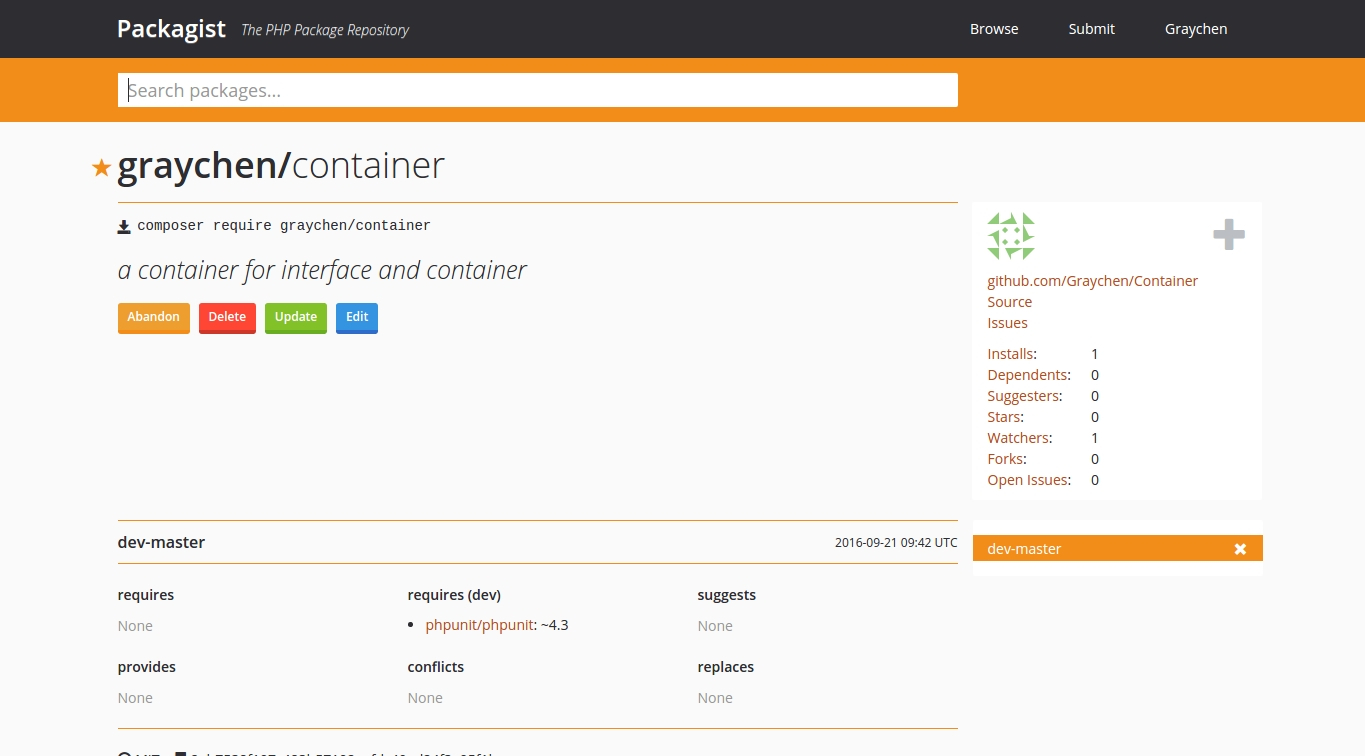 Packagist The PHP Package Repository Browse Submit Graychen
Search packages...
graychen/container
composer require graychen/container
a container for interface and container
Abandon Delete Update Edit
github.com/Graychen/Container
Source
Issues
Installs: 1
Dependents: 0
Suggesters: 0
Stars: 0
Watchers: 1
Forks: 0
Open Issues: 0
dev-master 2016-09-21 09:42 UTC
dev-master
requires requires (dev) suggests
None phpunit/phpunit: ~4.3 None
provides conflicts replaces
None None None